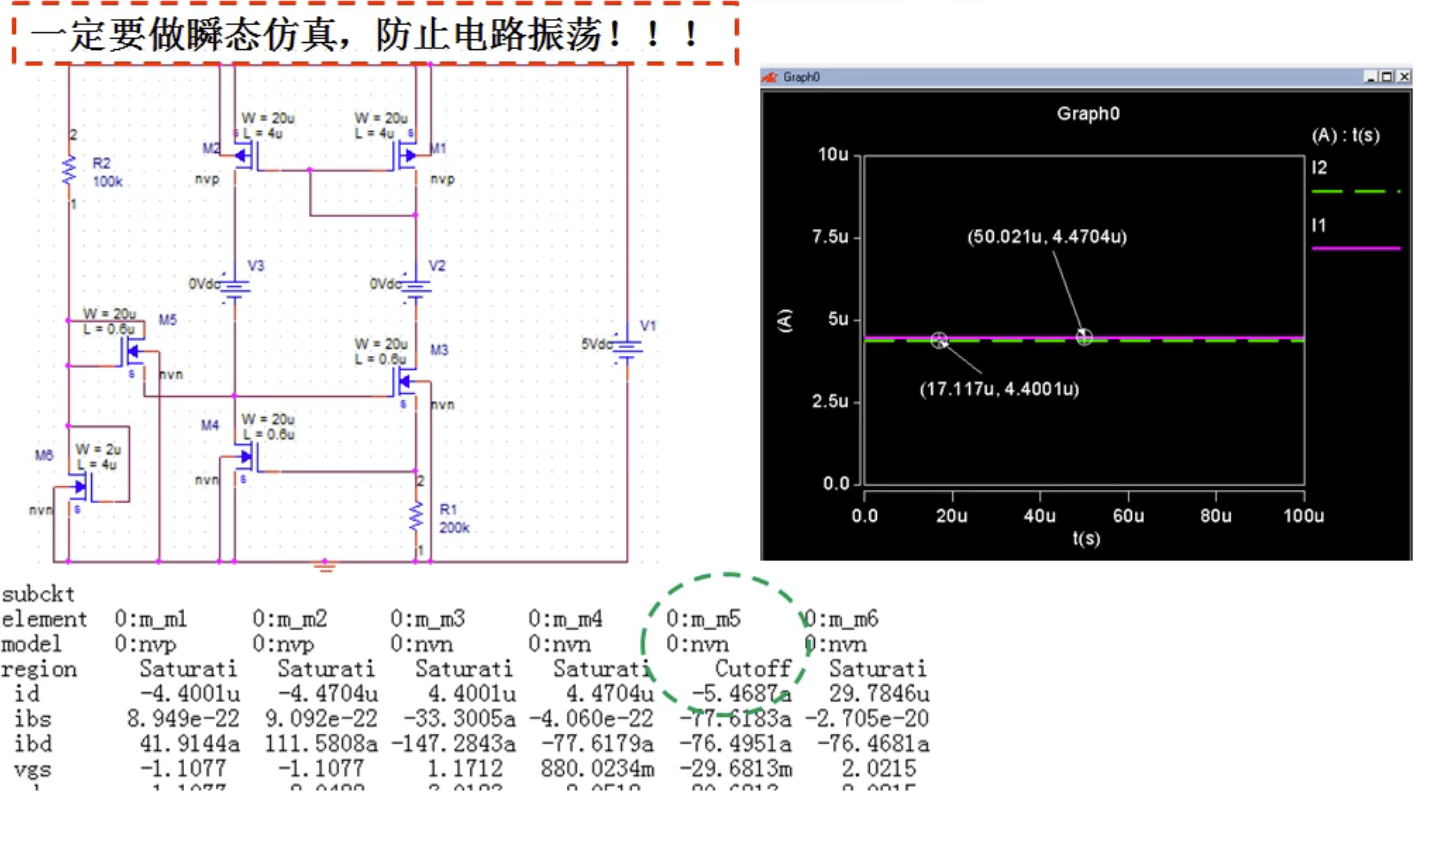 一定要做瞬态仿真，防止电路振荡！！！
W = 20u
L = 4u
M2
nvp
W = 20u
L = 4u
M1
nvp
2
R2
100k
1
0Vdc
V3
0Vdc
V2
W = 20u
L = 0.6u
M5
nvn
W = 20u
L = 0.6u
M3
nvn
5Vdc
V1
M4
W = 20u
L = 0.6u
nvn
M6
W = 2u
L = 4u
nvn
2
R1
200k
1
s
s
s
s
s
s
Graph0
Graph0
(A) : t(s)
I2
I1
10u
7.5u
5u
2.5u
0.0
(A)
(50.021u, 4.4704u)
(17.117u, 4.4001u)
0.0 20u 40u 60u 80u 100u
t(s)
subckt
element 0:m_m1 0:m_m2 0:m_m3 0:m_m4 0:m_m5 0:m_m6
model 0:nvp 0:nvp 0:nvn 0:nvn 0:nvn 0:nvn
region Saturati Saturati Saturati Saturati Cutoff Saturati
id -4.4001u -4.4704u 4.4001u 4.4704u -5.4687a 29.7846u
ibs 8.949e-22 9.092e-22 -33.3005a -4.060e-22 -77.6183a -2.705e-20
ibd 41.9144a 111.5808a -147.2843a -77.6179a -76.4951a -76.4681a
vgs -1.1077 -1.1077 1.1712 880.0234m -29.6813m 2.0215